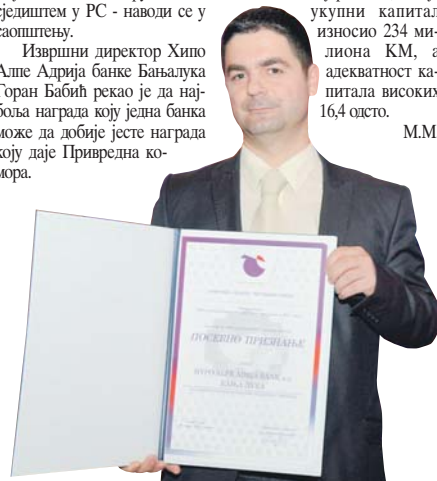 сједиштем у РС - наводи се у
саопштењу.
Извршни директор Хипо
Алпе Адрија банке Бањалука
Горан Бабић рекао је да нај-
боља награда коју једна банка
може да добије јесте награда
коју даје Привредна ко-
мора.
укупни капитал
износио 234 ми-
лиона КМ, а
адекватност ка-
питала високих
16,4 одсто.
М.М.
ПОСЕБНО ПРИЗНАЊЕ
БАЊА ЛУКА